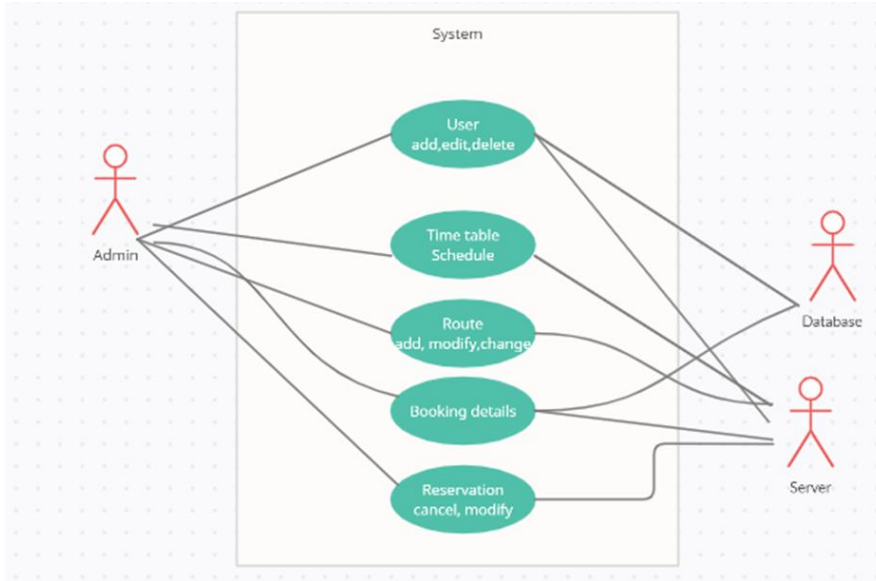 System
User
add,edit,delete
Admin
Time table
Schedule
Database
Route
add, modify,change
Booking details
Server
Reservation
cancel, modify